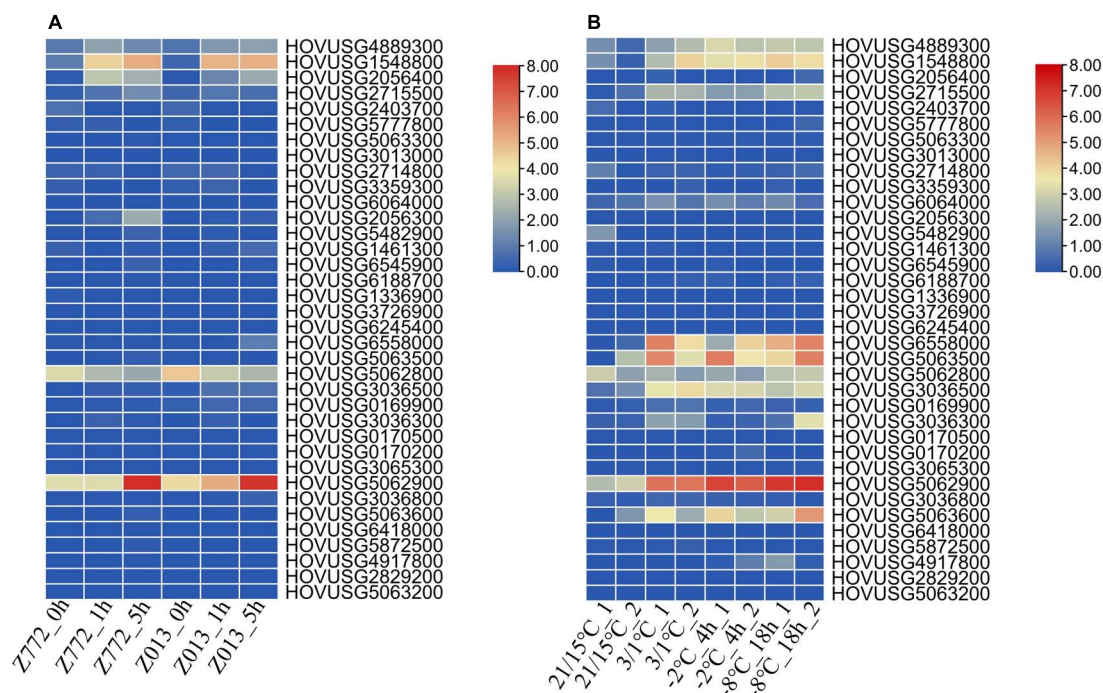 A
HOVUSG4889300
HOVUSG1548800
HOVUSG2056400
HOVUSG2715500
HOVUSG2403700
HOVUSG5777800
HOVUSG5063300
HOVUSG3013000
HOVUSG2714800
HOVUSG3359300
HOVUSG6064000
HOVUSG2056300
HOVUSG5482900
HOVUSG1461300
HOVUSG6545900
HOVUSG6188700
HOVUSG1336900
HOVUSG3726900
HOVUSG6245400
HOVUSG6558000
HOVUSG5063500
HOVUSG5062800
HOVUSG3036500
HOVUSG0169900
HOVUSG3036300
HOVUSG0170500
HOVUSG0170200
HOVUSG3065300
HOVUSG5062900
HOVUSG3036800
HOVUSG5063600
HOVUSG6418000
HOVUSG5872500
HOVUSG4917800
HOVUSG2829200
HOVUSG5063200
Z772_0h
Z772_1h
Z772_5h
Z013_0h
Z013_1h
Z013_5h
8.00
7.00
6.00
5.00
4.00
3.00
2.00
1.00
0.00
B
HOVUSG4889300
HOVUSG1548800
HOVUSG2056400
HOVUSG2715500
HOVUSG2403700
HOVUSG5777800
HOVUSG5063300
HOVUSG3013000
HOVUSG2714800
HOVUSG3359300
HOVUSG6064000
HOVUSG2056300
HOVUSG5482900
HOVUSG1461300
HOVUSG6545900
HOVUSG6188700
HOVUSG1336900
HOVUSG3726900
HOVUSG6245400
HOVUSG6558000
HOVUSG5063500
HOVUSG5062800
HOVUSG3036500
HOVUSG0169900
HOVUSG3036300
HOVUSG0170500
HOVUSG0170200
HOVUSG3065300
HOVUSG5062900
HOVUSG3036800
HOVUSG5063600
HOVUSG6418000
HOVUSG5872500
HOVUSG4917800
HOVUSG2829200
HOVUSG5063200
21/15°C_1
21/15°C_2
3/1°C_1
3/1°C_2
-2°C_4h_1
-2°C_4h_2
-8°C_18h_1
-8°C_18h_2
8.00
7.00
6.00
5.00
4.00
3.00
2.00
1.00
0.00